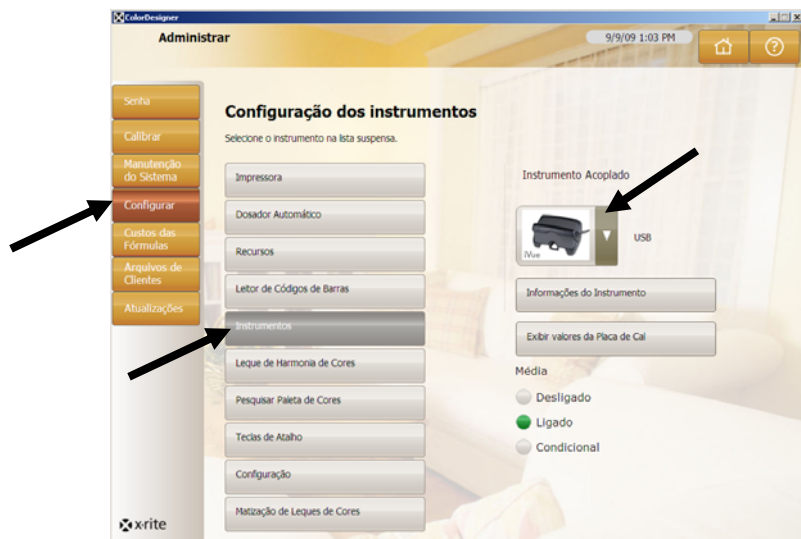 ColorDesigner
Administrar
9/9/09 1:03 PM
Senha
Calibrar
Manutenção
do Sistema
Configurar
Custos das
Fórmulas
Arquivos de
Clientes
Atualizações
Configuração dos instrumentos
Selecione o instrumento na lista suspensa.
Impressora
Dosador Automático
Recursos
Leitor de Códigos de Barras
Instrumentos
Leque de Harmonia de Cores
Pesquisar Paleta de Cores
Teclas de Atalho
Configuração
Matização de Leques de Cores
Instrumento Acoplado
iVue
USB
Informações do Instrumento
Exibir valores da Placa de Cal
Média
Desligado
Ligado
Condicional
x·rite